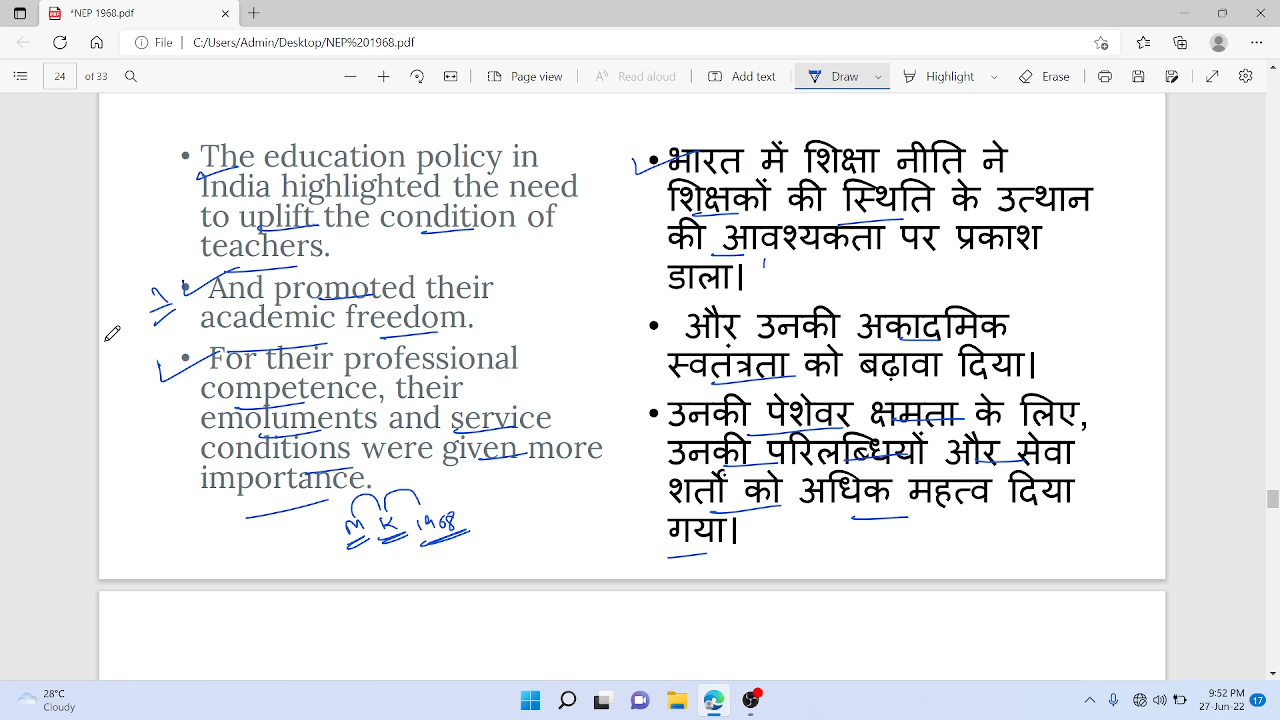 *NEP 1968.pdf
File
C:/Users/Admin/Desktop/NEP%201968.pdf
24 of 33
Page view
Read aloud
Add text
Draw
Highlight
Erase
• The education policy in
India highlighted the need
to uplift the condition of
teachers.
• And promoted their
academic freedom.
• For their professional
competence, their
emoluments and service
conditions were given more
importance.
M K 1968
• भारत में शिक्षा नीति ने
शिक्षकों की स्थिति के उत्थान
की आवश्यकता पर प्रकाश
डाला|
• और उनकी अकादमिक
स्वतंत्रता को बढ़ावा दिया|
• उनकी पेशेवर क्षमता के लिए,
उनकी परिलब्धियों और सेवा
शर्तों को अधिक महत्व दिया
गया|
28°C
Cloudy
9:52 PM
27-Jun-22
17